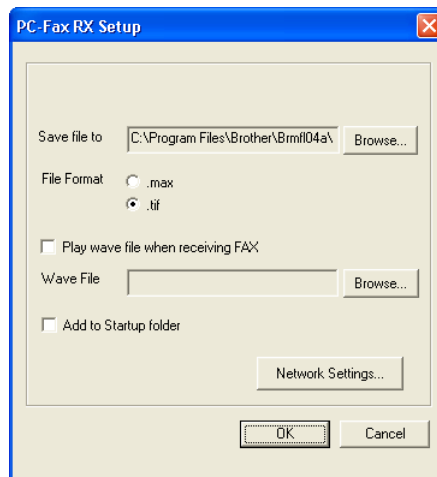 PC-Fax RX Setup
Save file to C:\Program Files\Brother\Brmfl04a\ Browse...
File Format .max
.tif
Play wave file when receiving FAX
Wave File Browse...
Add to Startup folder
Network Settings...
OK Cancel